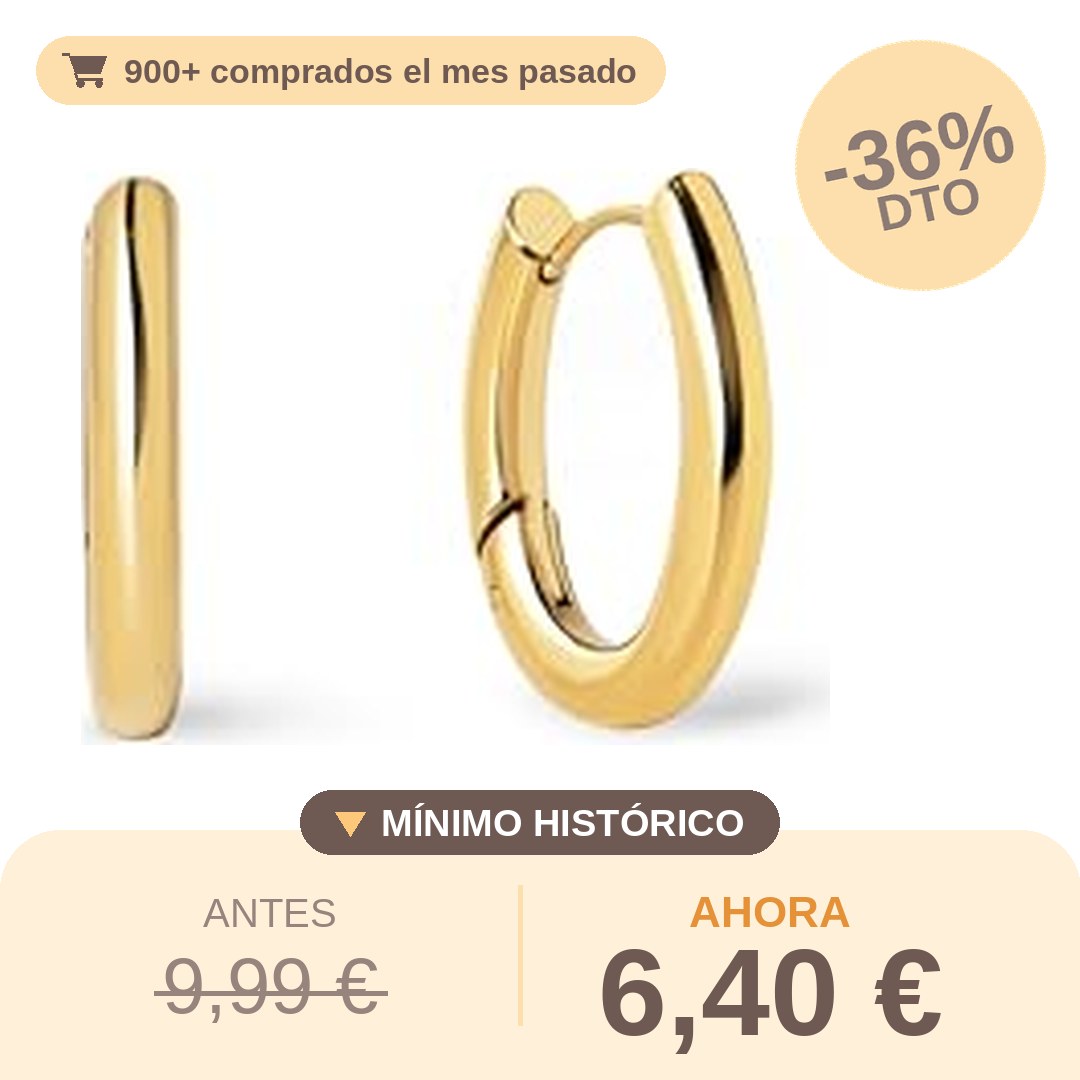 900+ comprados el mes pasado
-36%
DTO
MÍNIMO HISTÓRICO
ANTES
9,99 €
AHORA
6,40 €